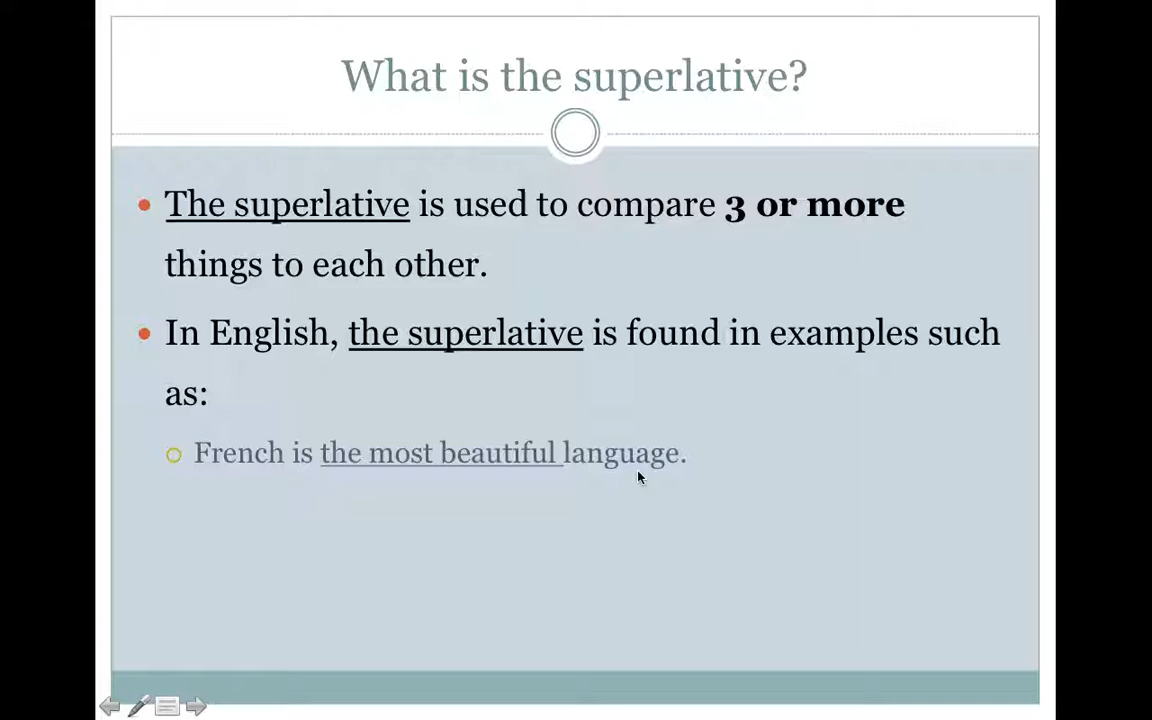 What is the superlative?
The superlative is used to compare 3 or more
things to each other.
In English, the superlative is found in examples such
as:
French is the most beautiful language.